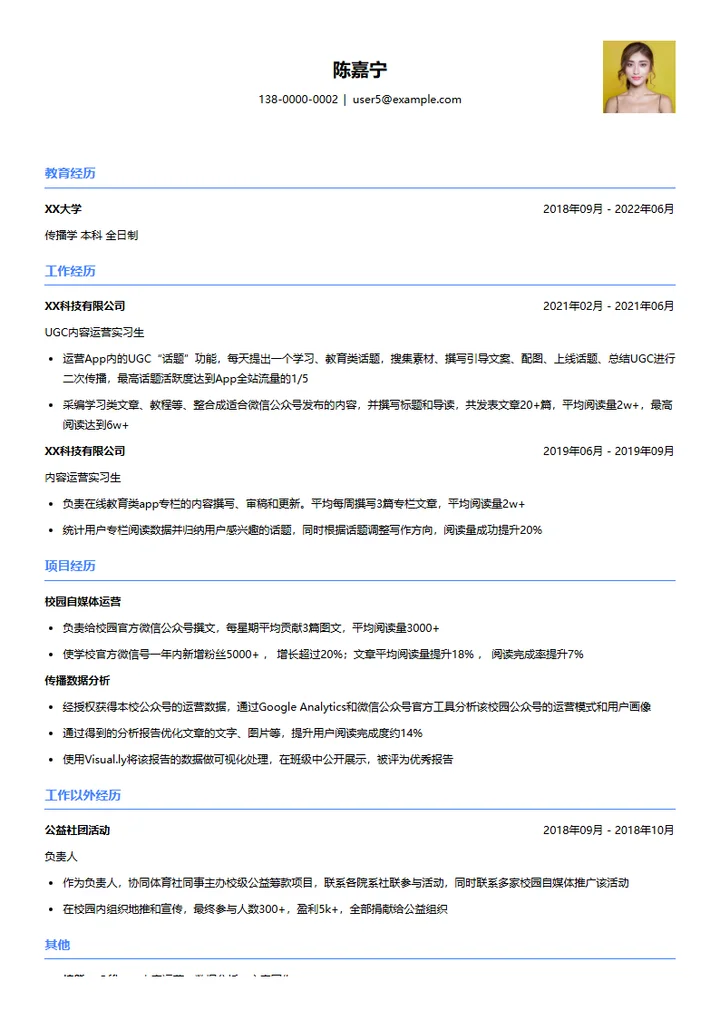 陈嘉宁
138-0000-0002 | user5@example.com
教育经历
XX大学 2018年09月 - 2022年06月
传播学 本科 全日制
工作经历
XX科技有限公司 2021年02月 - 2021年06月
UGC内容运营实习生
• 运营App内的UGC“话题”功能，每天提出一个学习、教育类话题，搜集素材、撰写引导文案、配图、上线话题、总结UGC进行
二次传播，最高话题活跃度达到App全站流量的1/5
• 采编学习类文章、教程等、整合成适合微信公众号发布的内容，并撰写标题和导读，共发表文章20+篇，平均阅读量2w+，最高
阅读达到6w+
XX科技有限公司 2019年06月 - 2019年09月
内容运营实习生
• 负责在线教育类app专栏的内容撰写、审稿和更新。平均每周撰写3篇专栏文章，平均阅读量2w+
• 统计用户专栏阅读数据并归纳用户感兴趣的话题，同时根据话题调整写作方向，阅读量成功提升20%
项目经历
校园自媒体运营
• 负责给校园官方微信公众号撰文，每星期平均贡献3篇图文，平均阅读量3000+
• 使学校官方微信号一年内新增粉丝5000+ ， 增长超过20%；文章平均阅读量提升18% ， 阅读完成率提升7%
传播数据分析
• 经授权获得本校公众号的运营数据，通过Google Analytics和微信公众号官方工具分析该校园公众号的运营模式和用户画像
• 通过得到的分析报告优化文章的文字、图片等，提升用户阅读完成度约14%
• 使用Visual.ly将该报告的数据做可视化处理，在班级中公开展示，被评为优秀报告
工作以外经历
公益社团活动 2018年09月 - 2018年10月
负责人
• 作为负责人，协同体育社同事主办校级公益筹款项目，联系各院系社联参与活动，同时联系多家校园自媒体推广该活动
• 在校园内组织地推和宣传，最终参与人数300+，盈利5k+，全部捐献给公益组织
其他